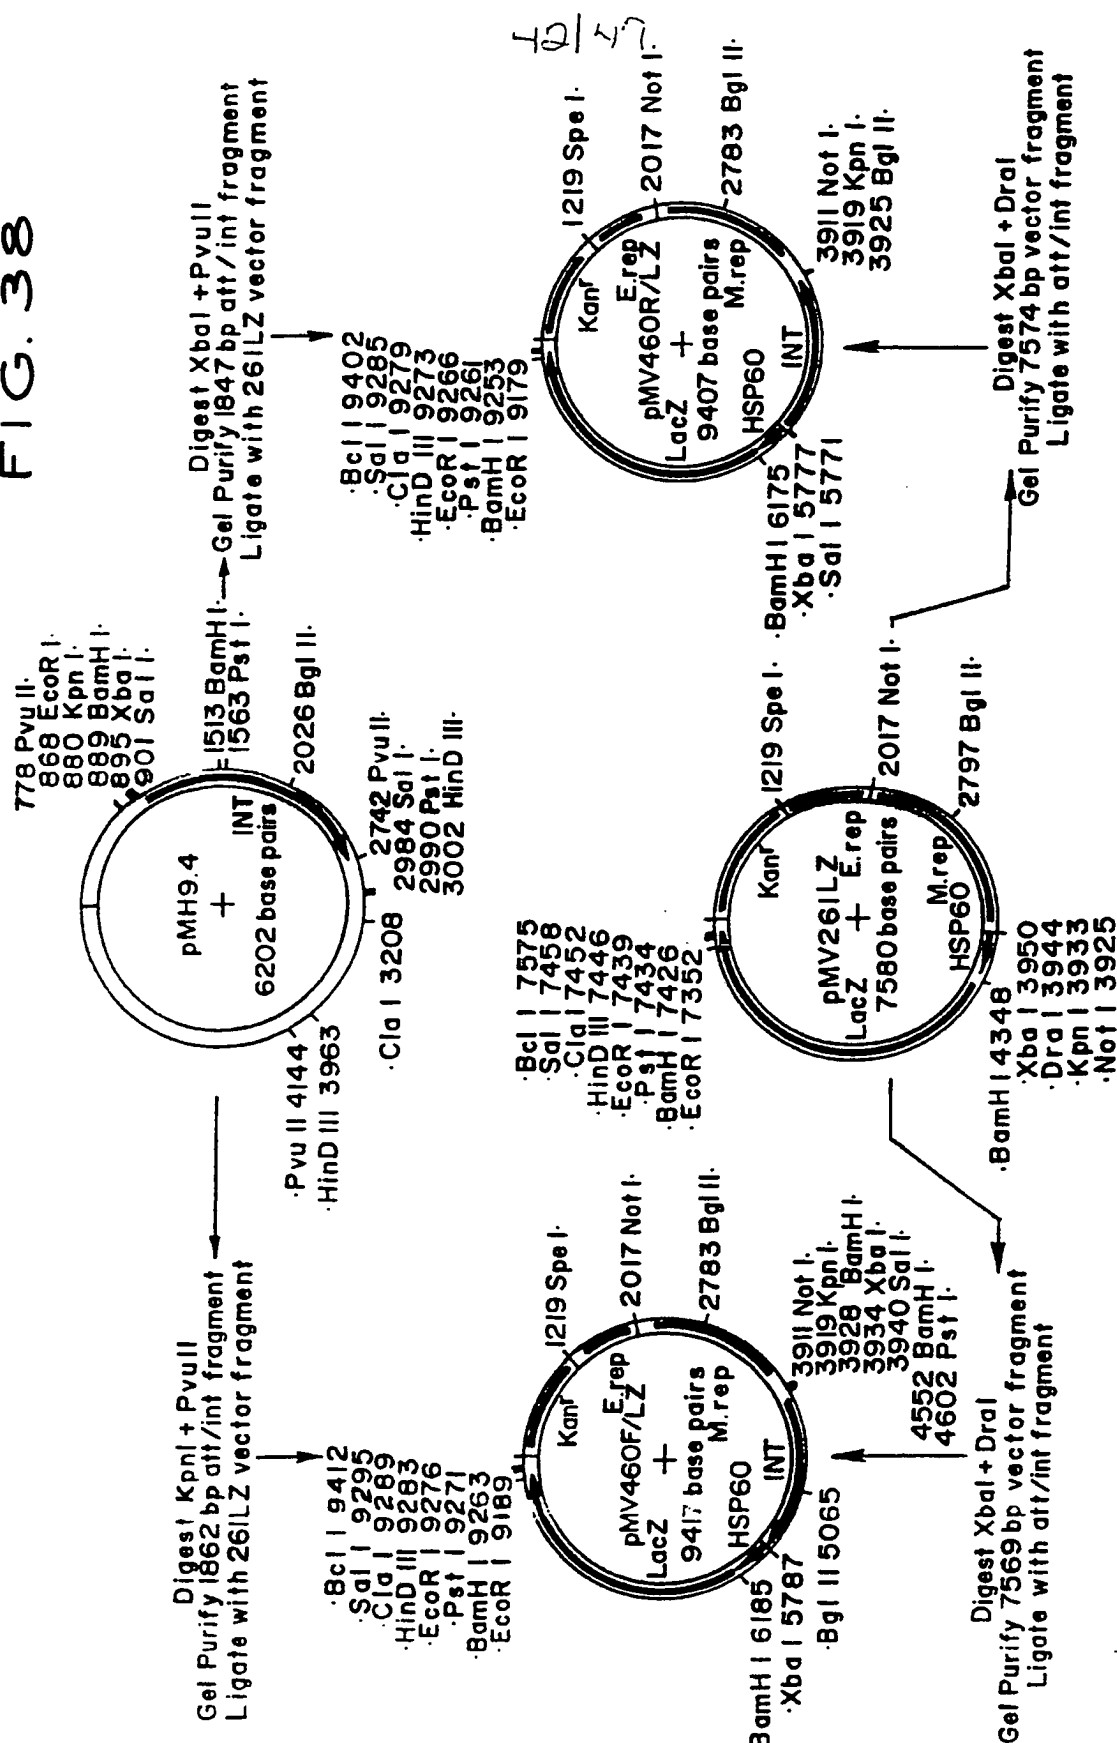 FIG. 38
42/47
pMH9.4
+
INT
6202 base pairs
778 Pvu II
868 EcoR I
880 Kpn I
889 BamH I
895 Xba I
901 Sal I
1513 BamH I
1563 Pst I
2026 Bgl II
2742 Pvu II
2984 Sal I
2990 Pst I
3002 HinD III
Cla I 3208
HinD III 3963
Pvu II 4144
Digest KpnI + PvuII
Gel Purify 1862 bp att/int fragment
Ligate with 261LZ vector fragment
Digest XbaI + PvuII
Gel Purify 1847 bp att/int fragment
Ligate with 261LZ vector fragment
Bcl I 9412
Sal I 9295
Cla I 9289
HinD III 9283
EcoR I 9276
Pst I 9271
BamH I 9263
EcoR I 9189
Kanr
E.rep
pMV460F/LZ
LacZ
+
9417 base pairs
M.rep
HSP60
INT
1219 Spe I
2017 Not I
2783 Bgl II
3911 Not I
3919 Kpn I
3928 BamH I
3934 Xba I
3940 Sal I
4552 BamH I
4602 Pst I
BamH I 6185
Xba I 5787
Bgl II 5065
Bcl I 7575
Sal I 7458
Cla I 7452
HinD III 7446
EcoR I 7439
Pst I 7434
BamH I 7426
EcoR I 7352
Kanr
pMV261LZ
LacZ + E.rep
7580 base pairs
M.rep
HSP60
1219 Spe I
2017 Not I
2797 Bgl II
BamH I 4348
Xba I 3950
Dra I 3944
Kpn I 3933
Not I 3925
Bcl I 9402
Sal I 9285
Cla I 9279
HinD III 9273
EcoR I 9266
Pst I 9261
BamH I 9253
EcoR I 9179
Kanr
E.rep
pMV460R/LZ
LacZ
+
9407 base pairs
M.rep
HSP60
INT
1219 Spe I
2017 Not I
2783 Bgl II
3911 Not I
3919 Kpn I
3925 Bgl II
BamH I 6175
Xba I 5777
Sal I 5771
Digest XbaI + DraI
Gel Purify 7569 bp vector fragment
Ligate with att/int fragment
Digest XbaI + DraI
Gel Purify 7574 bp vector fragment
Ligate with att/int fragment